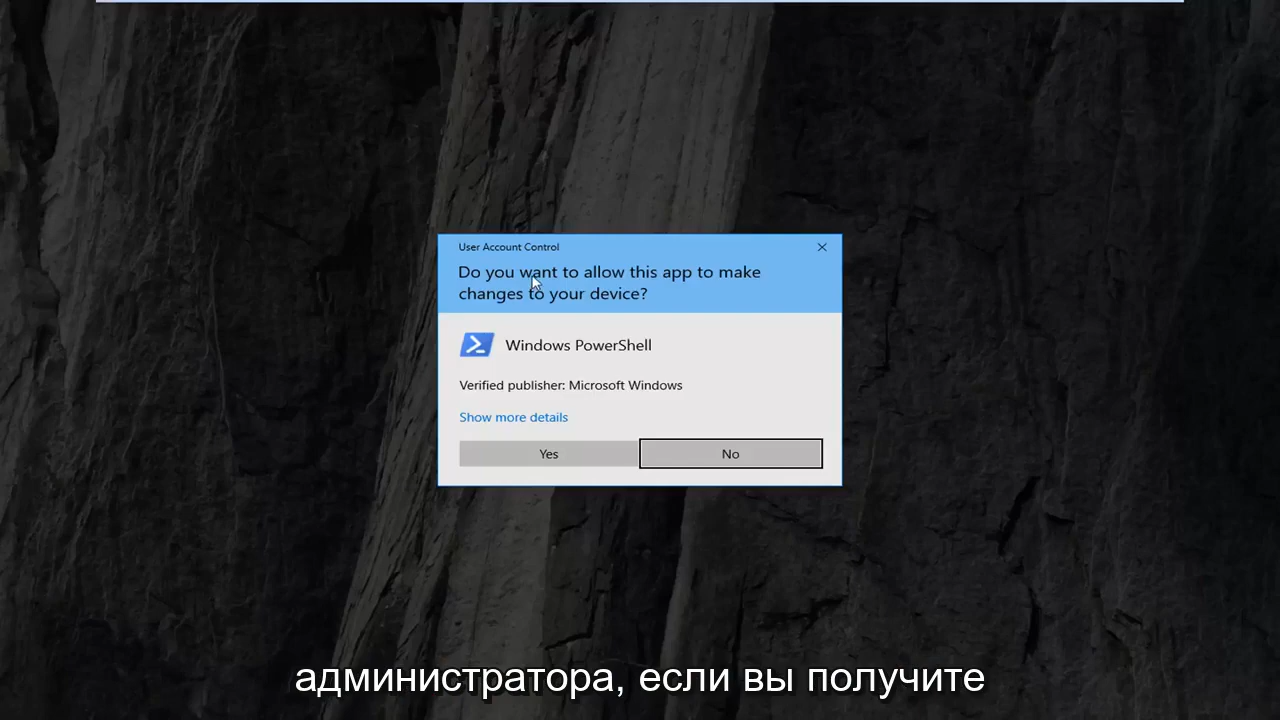 User Account Control
Do you want to allow this app to make
changes to your device?
Windows PowerShell
Verified publisher: Microsoft Windows
Show more details
Yes
No
администратора, если вы получите